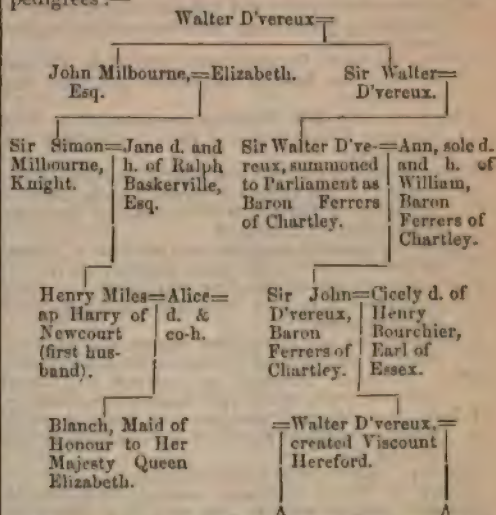 pedigrees :—
Walter D'vereux=
John Milbourne,=Elizabeth.
Esq.
Sir Walter=
D'vereux.
Sir Simon=Jane d. and
Milbourne, h. of Ralph
Knight. Baskerville,
Esq.
Sir Walter D've-=Ann, sole d.
reux, summoned and h. of
to Parliament as William,
Baron Ferrers Baron
of Chartley. Ferrers of
Chartley.
Henry Miles=Alice=
ap Harry of d. &
Newcourt co-h.
(first hus-
band).
Sir John=Cicely d. of
D'vereux, Henry
Baron Bourchier,
Ferrers of Earl of
Chartley. Essex.
Blanch, Maid of
Honour to Her
Majesty Queen
Elizabeth.
=Walter D'vereux,=
created Viscount
Hereford.